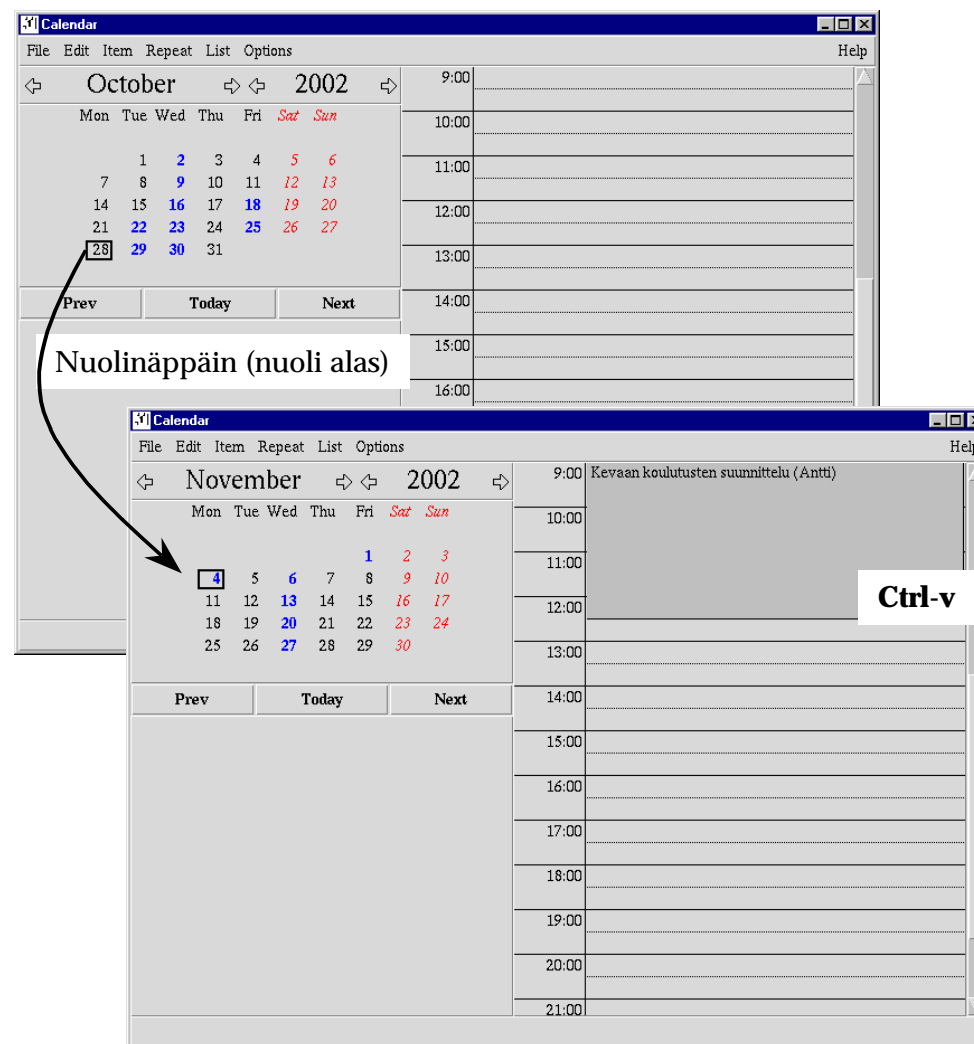 Calendar
File Edit Item Repeat List Options Help
October 2002
Mon Tue Wed Thu Fri Sat Sun
1 2 3 4 5 6
7 8 9 10 11 12 13
14 15 16 17 18 19 20
21 22 23 24 25 26 27
28 29 30 31
Prev Today Next
9:00
10:00
11:00
12:00
13:00
14:00
15:00
16:00
Nuolinäppäin (nuoli alas)
Calendar
File Edit Item Repeat List Options Help
November 2002
Mon Tue Wed Thu Fri Sat Sun
1 2 3
4 5 6 7 8 9 10
11 12 13 14 15 16 17
18 19 20 21 22 23 24
25 26 27 28 29 30
Prev Today Next
9:00 Kevaan koulutusten suunnittelu (Antti)
10:00
11:00
12:00
13:00
14:00
15:00
16:00
17:00
18:00
19:00
20:00
21:00
Ctrl-v